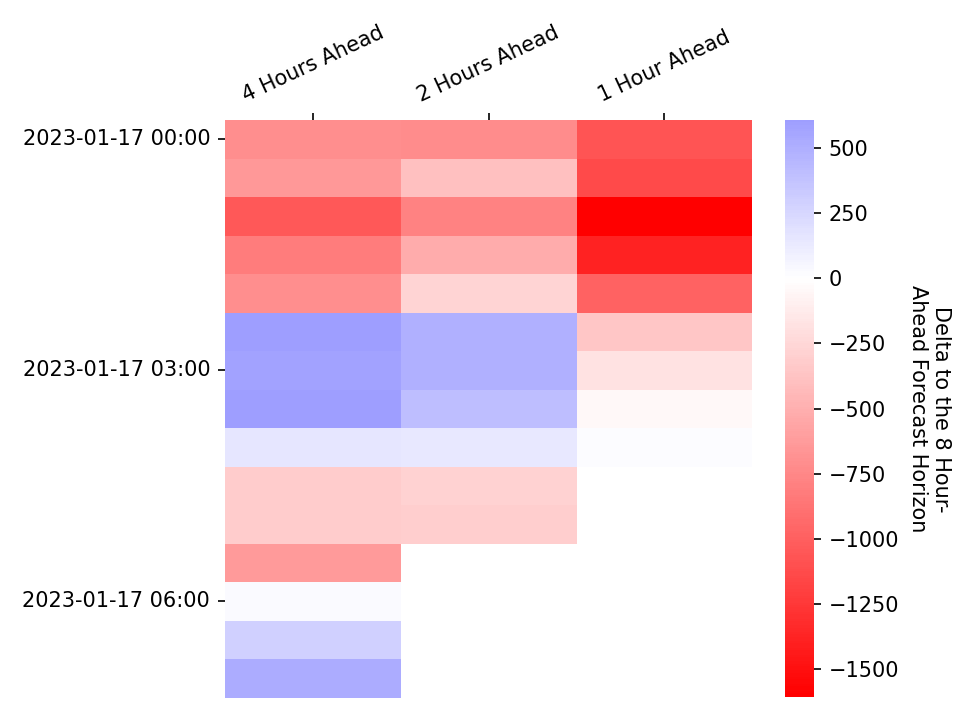 4 Hours Ahead
2 Hours Ahead
1 Hour Ahead
2023-01-17 00:00
2023-01-17 03:00
2023-01-17 06:00
500
250
0
−250
−500
−750
−1000
−1250
−1500
Delta to the 8 Hour-
Ahead Forecast Horizon